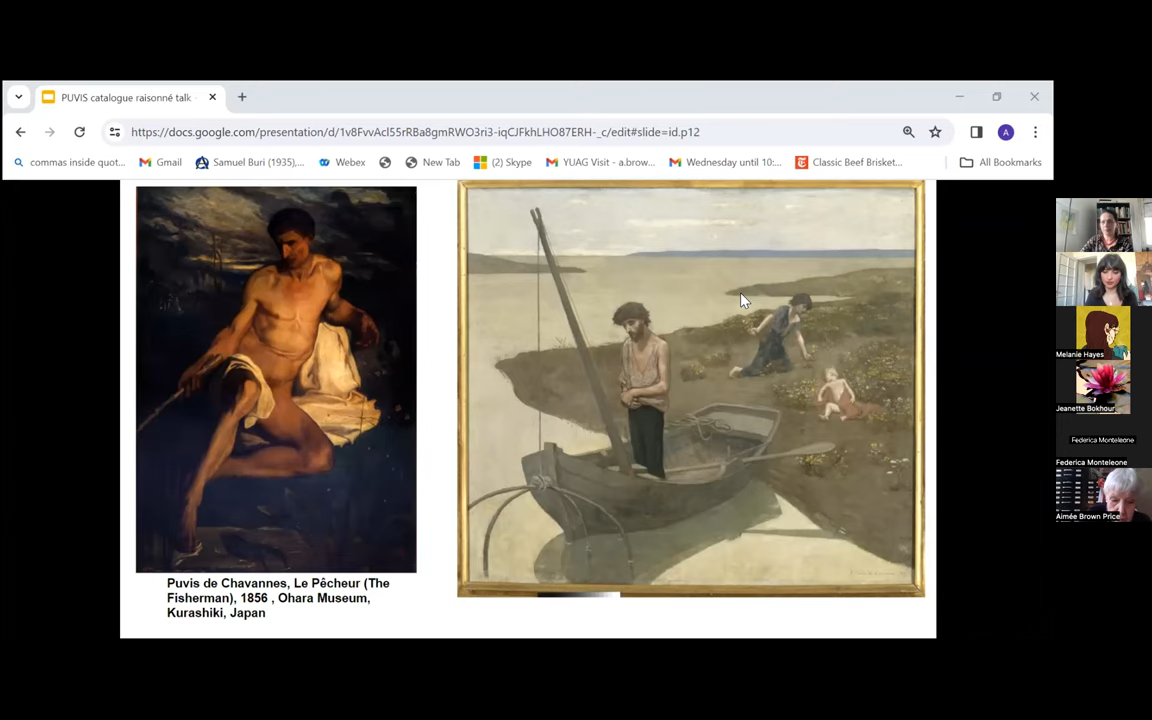 PUVIS catalogue raisonné talk
https://docs.google.com/presentation/d/1v8FvvAcl55rRBa8gmRWO3ri3-iqCJFkhLHO87ERH-_c/edit#slide=id.p12
A
commas inside quot... Gmail Samuel Buri (1935),... Webex New Tab (2) Skype YUAG Visit - a.brow... Wednesday until 10:... Classic Beef Brisket... All Bookmarks
Puvis de Chavannes, Le Pêcheur (The
Fisherman), 1856 , Ohara Museum,
Kurashiki, Japan
Melanie Hayes
Jeanette Bokhour
Federica Monteleone
Federica Monteleone
Aimée Brown Price